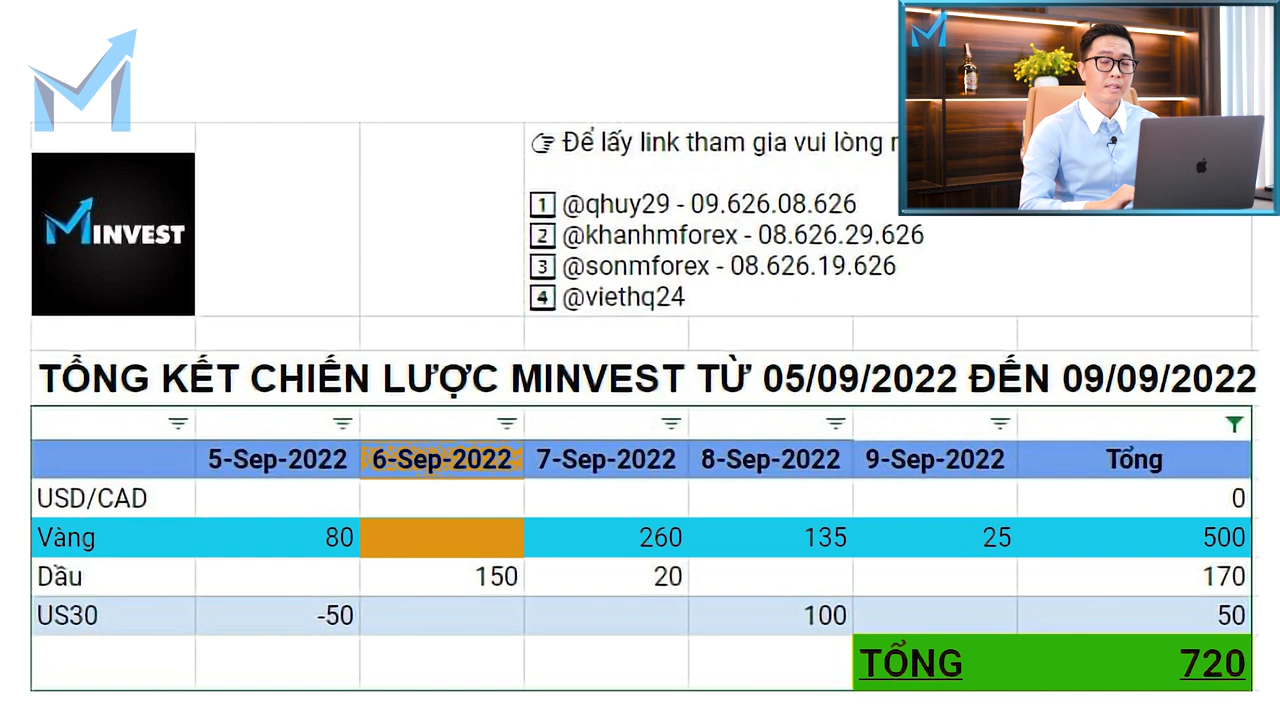 👉 Để lấy link tham gia vui lòng
1 @qhuy29 - 09.626.08.626
2 @khanhmforex - 08.626.29.626
3 @sonmforex - 08.626.19.626
4 @viethq24
MINVEST
TỔNG KẾT CHIẾN LƯỢC MINVEST TỪ 05/09/2022 ĐẾN 09/09/2022
5-Sep-2022 6-Sep-2022 7-Sep-2022 8-Sep-2022 9-Sep-2022 Tổng
USD/CAD 0
Vàng 80 260 135 25 500
Dầu 150 20 170
US30 -50 100 50
TỔNG 720